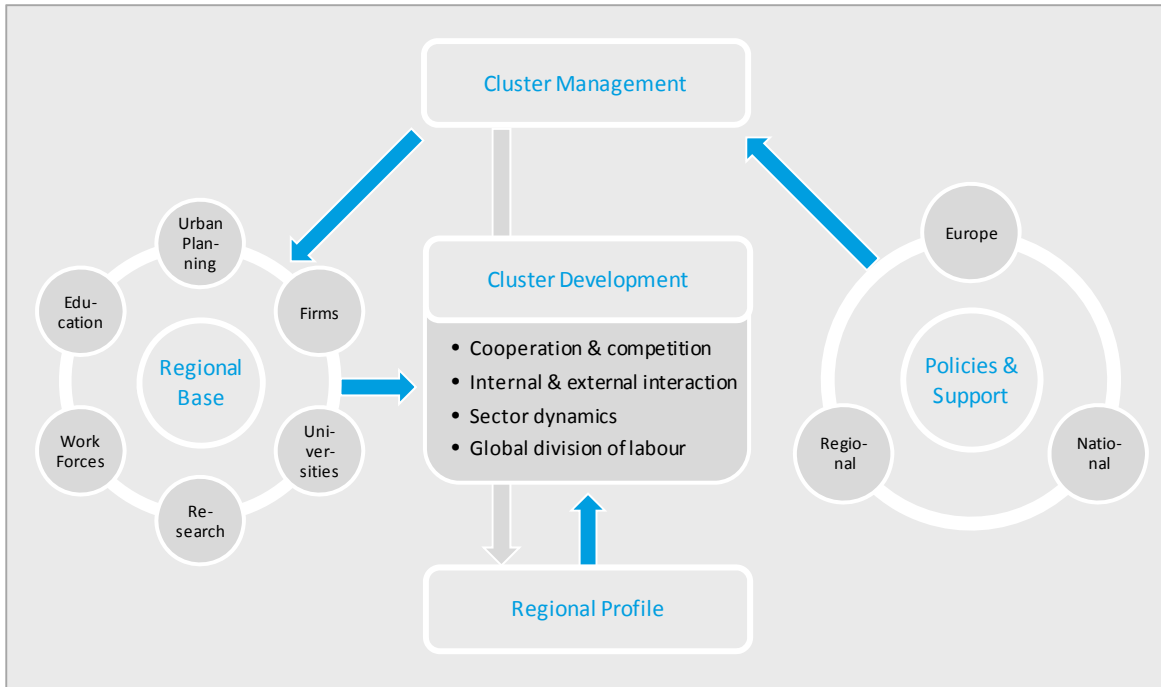 Cluster Management
Urban
Plan-
ning
Edu-
cation
Firms
Regional
Base
Work
Forces
Uni-
ver-
sities
Re-
search
Cluster Development
• Cooperation & competition
• Internal & external interaction
• Sector dynamics
• Global division of labour
Regional Profile
Europe
Policies &
Support
Regio-
nal
Natio-
nal